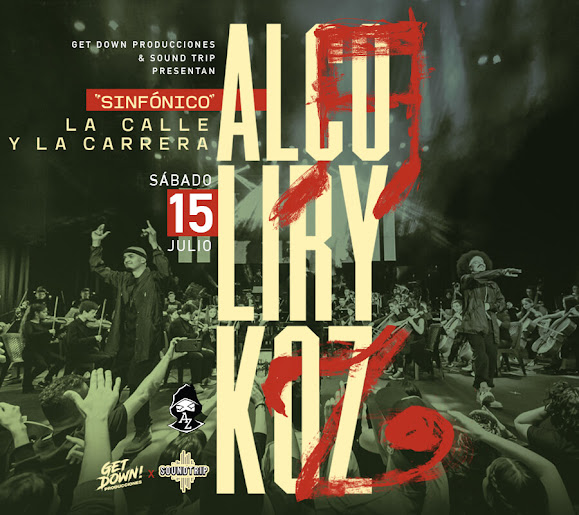 GET DOWN PRODUCCIONES
& SOUND TRIP
PRESENTAN
"SINFÓNICO"
LA CALLE
Y LA CARRERA
SÁBADO
15
JULIO
ALCO
LIRY
KOZ
AZ
GET
DOWN!
PRODUCCIONES
X
SOUNDTRIP